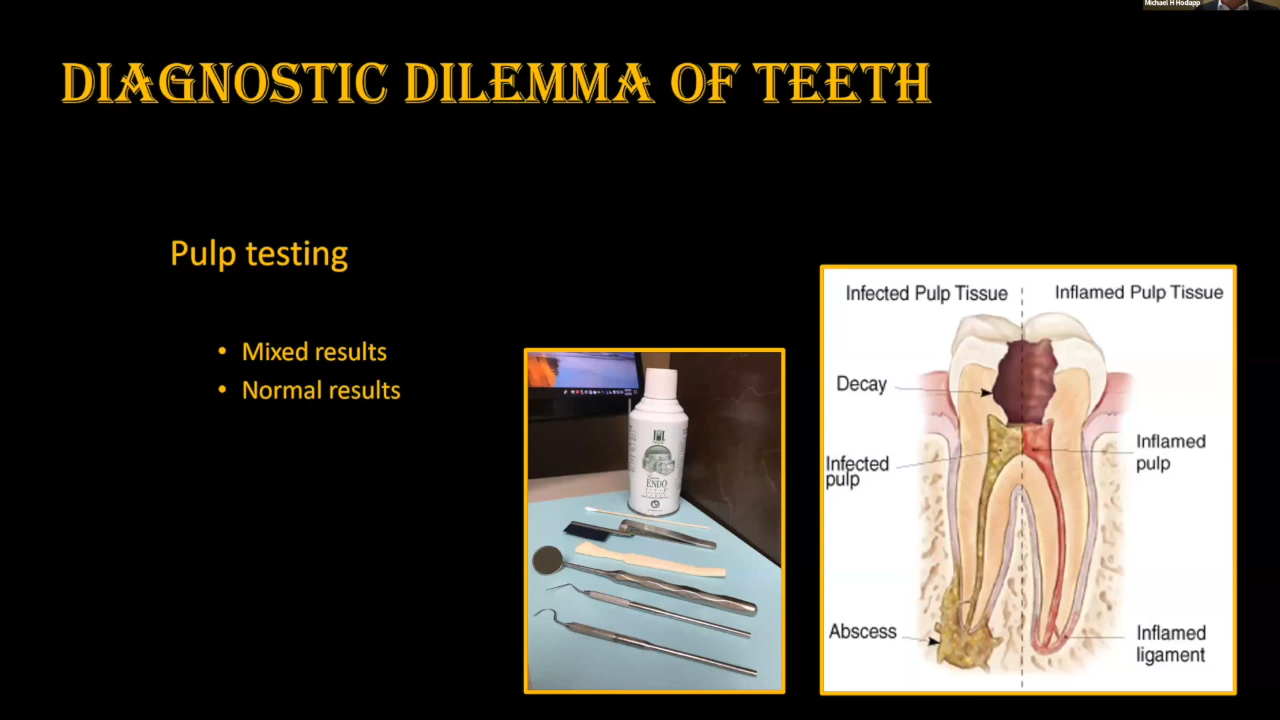 Michael H Hodapp
DIAGNOSTIC DILEMMA OF TEETH
Pulp testing
• Mixed results
• Normal results
ENDO
Infected Pulp Tissue
Inflamed Pulp Tissue
Decay
Infected
pulp
Inflamed
pulp
Abscess
Inflamed
ligament